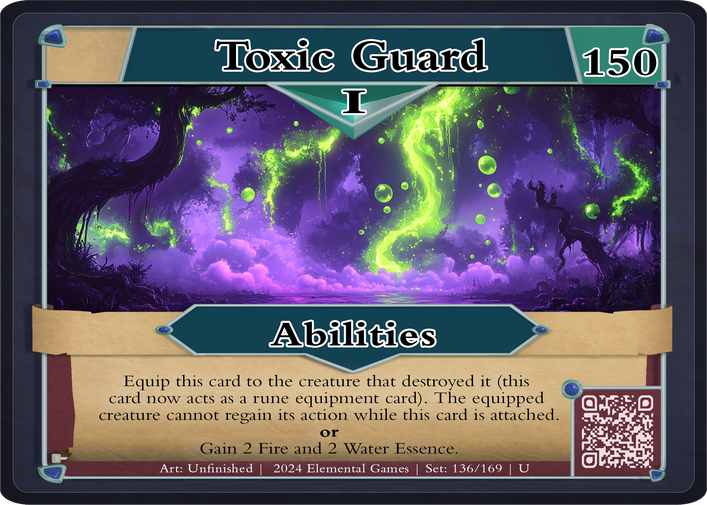 Toxic Guard
150
I
Abilities
Equip this card to the creature that destroyed it (this
card now acts as a rune equipment card). The equipped
creature cannot regain its action while this card is attached.
or
Gain 2 Fire and 2 Water Essence.
Art: Unfinished | 2024 Elemental Games | Set: 136/169 | U